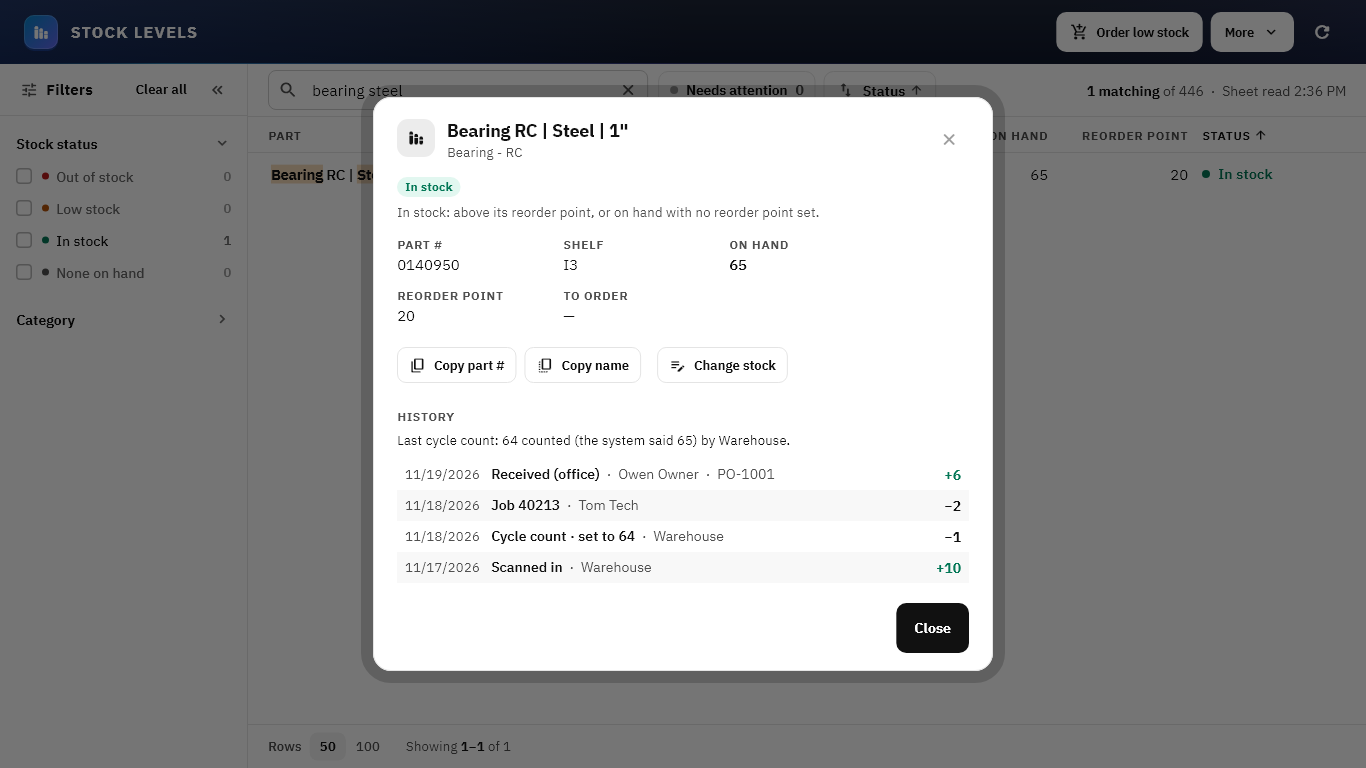 STOCK LEVELS
Order low stock
More
Filters
Clear all
bearing steel
Needs attention 0
Status
1 matching of 446 · Sheet read 2:36 PM
Stock status
Out of stock 0
Low stock 0
In stock 1
None on hand 0
Category
PART
ON HAND
REORDER POINT
STATUS
Bearing RC |
65
20
In stock
Bearing RC | Steel | 1"
Bearing - RC
In stock
In stock: above its reorder point, or on hand with no reorder point set.
PART #
SHELF
ON HAND
0140950
I3
65
REORDER POINT
TO ORDER
20
—
Copy part #
Copy name
Change stock
HISTORY
Last cycle count: 64 counted (the system said 65) by Warehouse.
11/19/2026 Received (office) · Owen Owner · PO-1001 +6
11/18/2026 Job 40213 · Tom Tech −2
11/18/2026 Cycle count · set to 64 · Warehouse −1
11/17/2026 Scanned in · Warehouse +10
Close
Rows 50 100 Showing 1–1 of 1